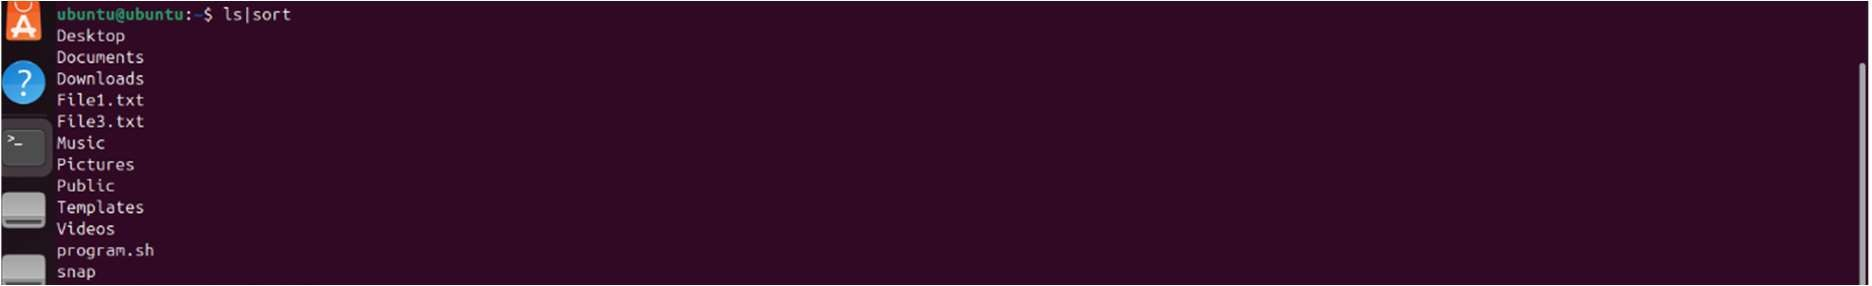 ubuntu@ubuntu:~$ ls|sort
Desktop
Documents
Downloads
File1.txt
File3.txt
Music
Pictures
Public
Templates
Videos
program.sh
snap